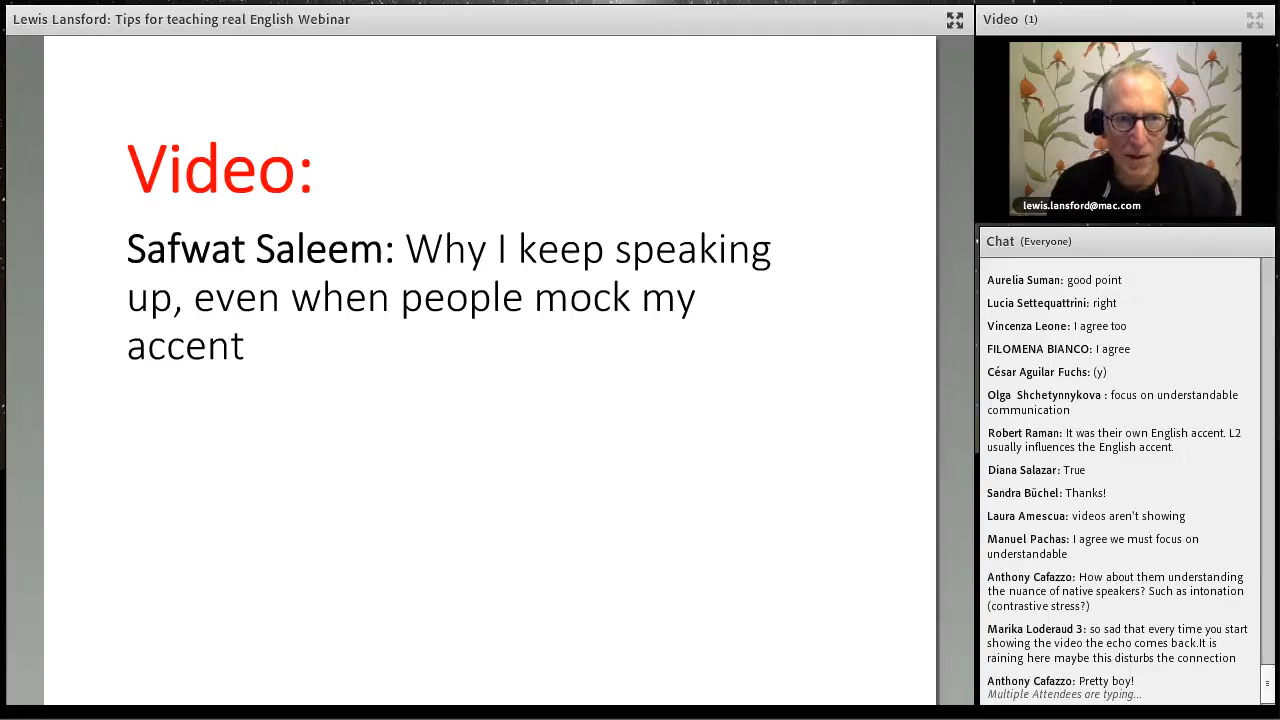 Lewis Lansford: Tips for teaching real English Webinar
Video:
Safwat Saleem: Why I keep speaking
up, even when people mock my
accent
Video (1)
lewis.lansford@mac.com
Chat (Everyone)
Aurelia Suman: good point
Lucia Settequattrini: right
Vincenza Leone: I agree too
FILOMENA BIANCO: I agree
César Aguilar Fuchs: (y)
Olga Shchetynnykova : focus on understandable
communication
Robert Raman: It was their own English accent. L2
usually influences the English accent.
Diana Salazar: True
Sandra Büchel: Thanks!
Laura Amescua: videos aren't showing
Manuel Pachas: I agree we must focus on
understandable
Anthony Cafazzo: How about them understanding
the nuance of native speakers? Such as intonation
(contrastive stress?)
Marika Loderaud 3: so sad that every time you start
showing the video the echo comes back.It is
raining here maybe this disturbs the connection
Anthony Cafazzo: Pretty boy!
Multiple Attendees are typing...